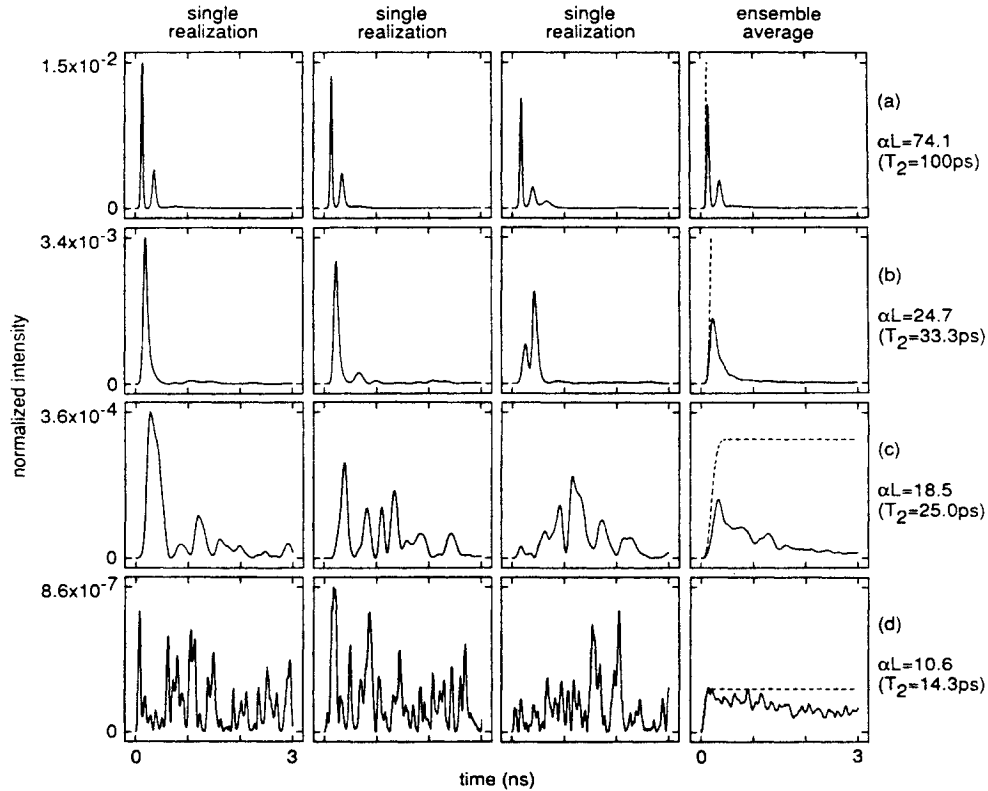 single realization
single realization
single realization
ensemble average
1.5x10-2
0
(a)
αL=74.1
(T2=100ps)
3.4x10-3
0
(b)
αL=24.7
(T2=33.3ps)
normalized intensity
3.6x10-4
0
(c)
αL=18.5
(T2=25.0ps)
8.6x10-7
0
(d)
αL=10.6
(T2=14.3ps)
0 3
0 3
time (ns)